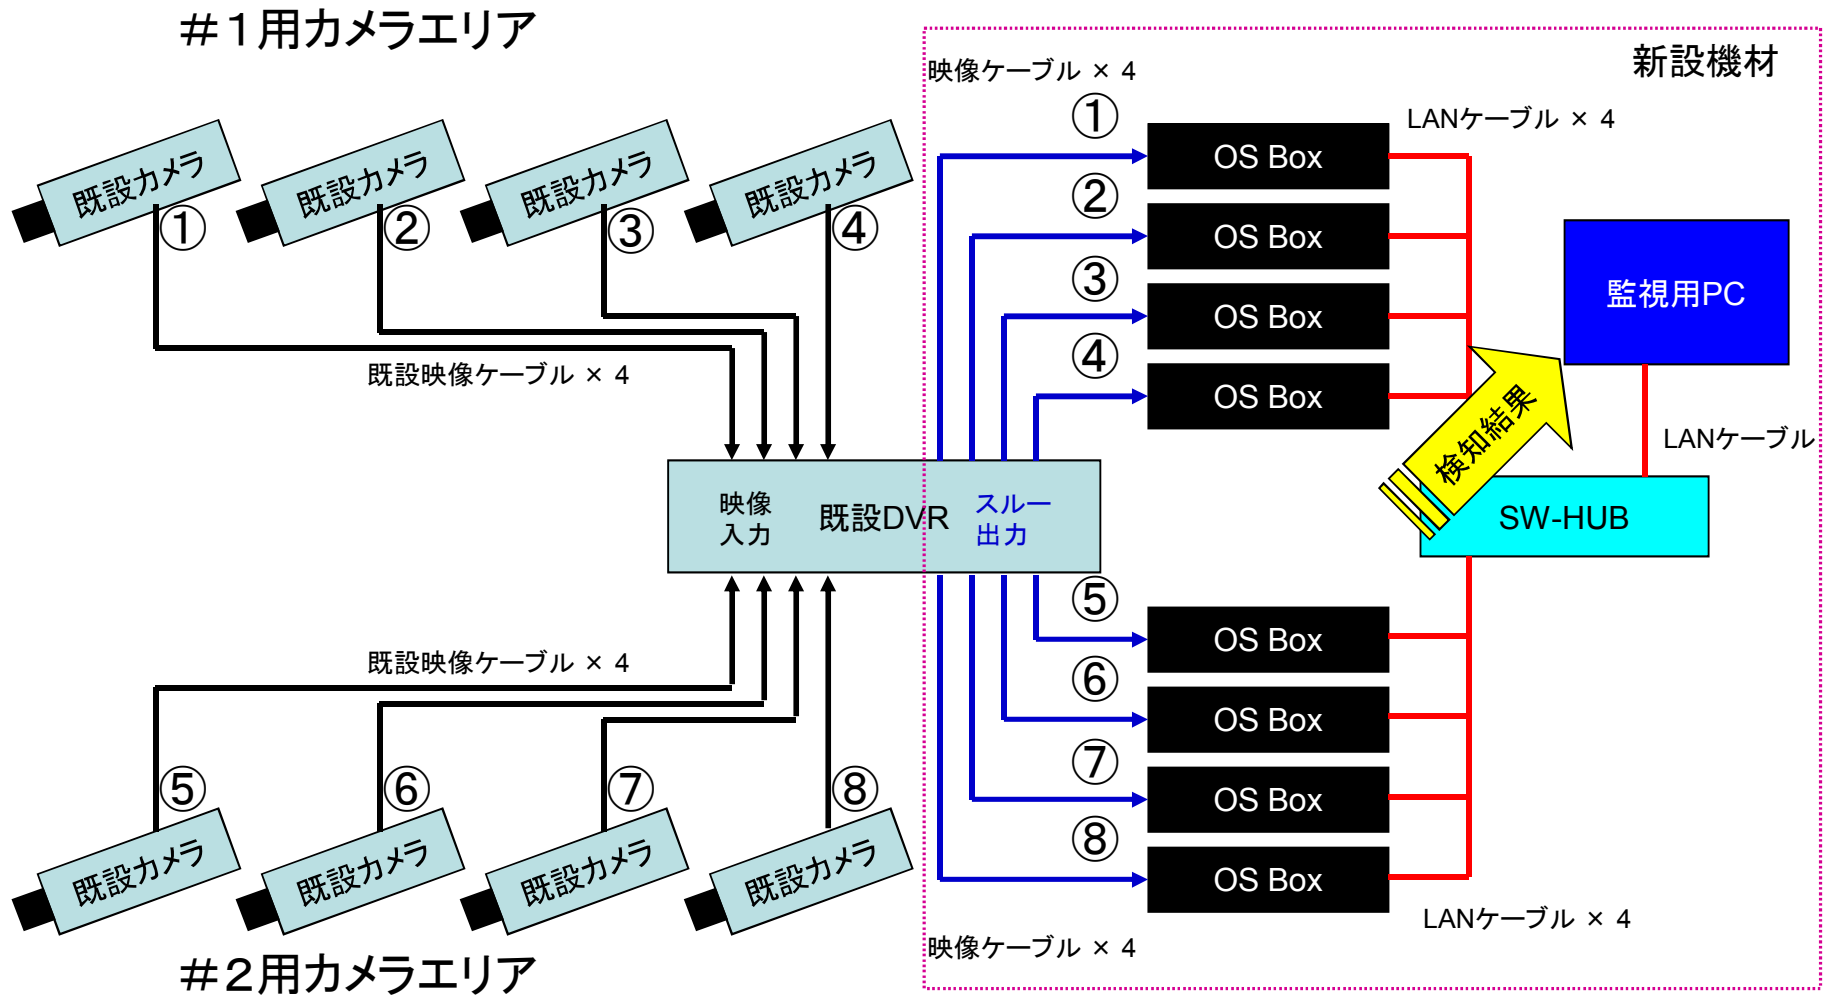 ＃１用カメラエリア
新設機材
映像ケーブル × 4
①
OS Box
LANケーブル × 4
既設カメラ
既設カメラ
既設カメラ
既設カメラ
①
②
③
④
②
OS Box
③
OS Box
監視用PC
④
OS Box
既設映像ケーブル × 4
検知結果
LANケーブル
映像
入力
既設DVR
スルー
出力
SW-HUB
⑤
OS Box
既設映像ケーブル × 4
⑥
OS Box
⑤
⑥
⑦
⑧
⑦
OS Box
既設カメラ
既設カメラ
既設カメラ
既設カメラ
⑧
OS Box
LANケーブル × 4
映像ケーブル × 4
＃２用カメラエリア